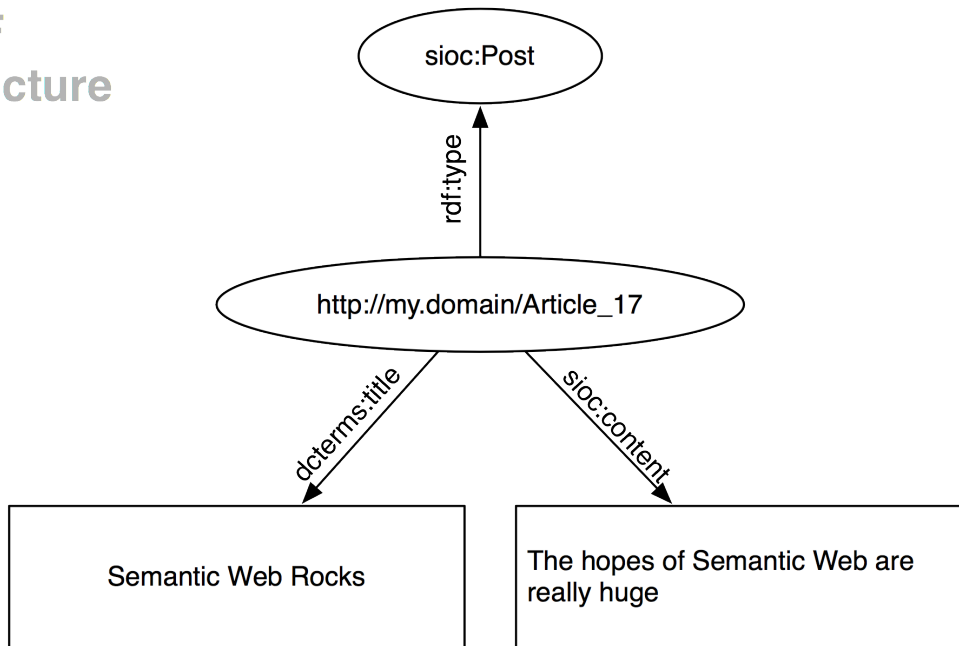 cture
sioc:Post
rdf:type
http://my.domain/Article_17
dcterms:title
sioc:content
Semantic Web Rocks
The hopes of Semantic Web are
really huge